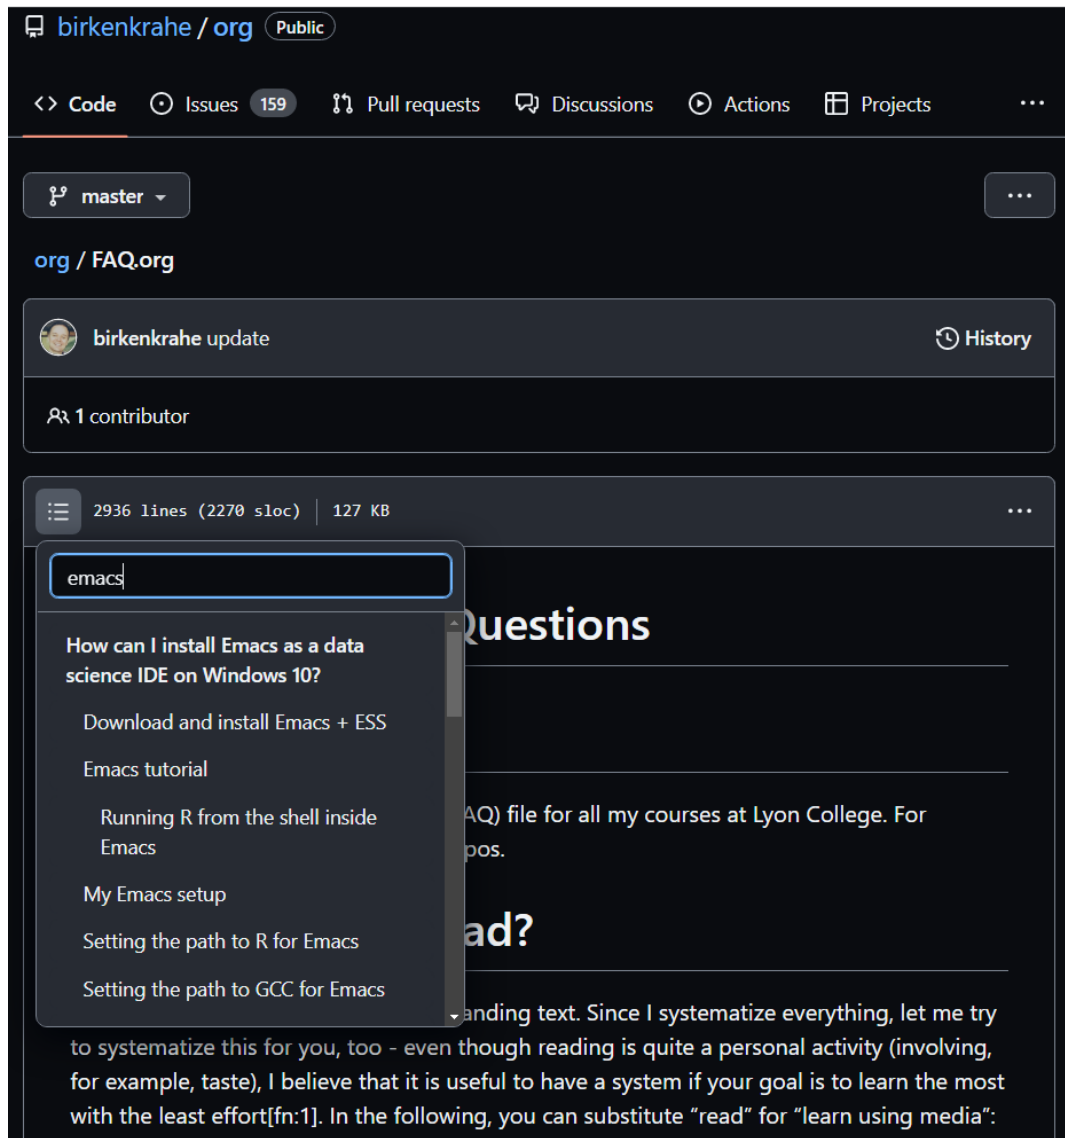 birkenkrahe / org Public
Code Issues 159 Pull requests Discussions Actions Projects ...
master
...
org / FAQ.org
birkenkrahe update History
1 contributor
2936 lines (2270 sloc) | 127 KB ...
emacs
Questions
How can I install Emacs as a data
science IDE on Windows 10?
Download and install Emacs + ESS
Emacs tutorial
AQ) file for all my courses at Lyon College. For
Running R from the shell inside
Emacs
pos.
My Emacs setup
ad?
Setting the path to R for Emacs
Setting the path to GCC for Emacs
anding text. Since I systematize everything, let me try
to systematize this for you, too - even though reading is quite a personal activity (involving,
for example, taste), I believe that it is useful to have a system if your goal is to learn the most
with the least effort[fn:1]. In the following, you can substitute “read” for “learn using media”: